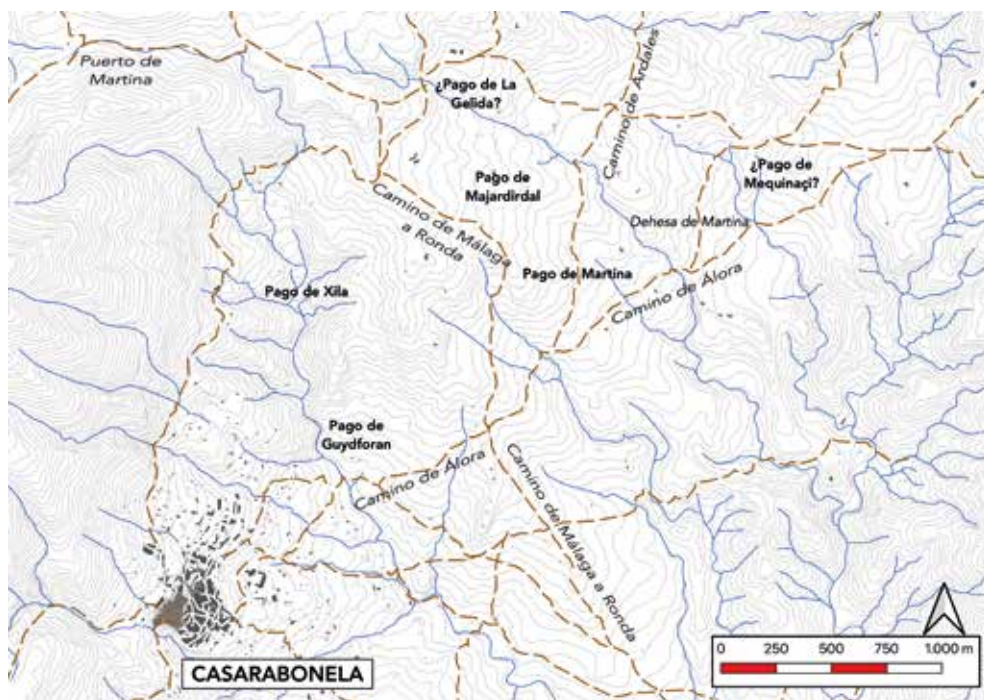 Puerto de
Martina
¿Pago de La
Gelida?
Camino de Ardales
¿Pago de
Mequinaçi?
Pago de
Majardirdal
Dehesa de Martina
Camino de Málaga
a Ronda
Pago de Martina
Camino de Álora
Pago de Xila
Pago de
Guydforan
Camino de Álora
Camino de Málaga a Ronda
CASARABONELA
0 250 500 750 1.000 m